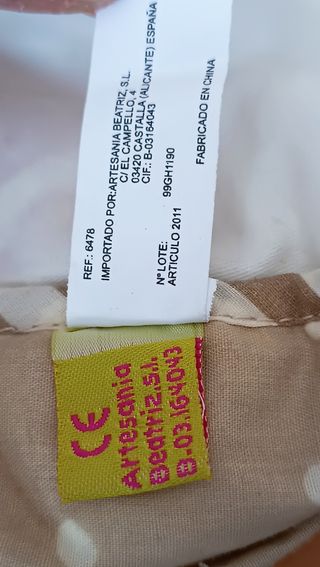 REF.: 6478
IMPORTADO POR:ARTESANIA BEATRIZ, S.L.
C/ EL CAMPELLO, 4
03420 CASTALLA (ALICANTE) ESPAÑA
CIF.: B-03164043
Nº LOTE: 99GH1190
ARTICULO 2011
FABRICADO EN CHINA
CE
Artesania
Beatriz.s.l.
B.03.164043